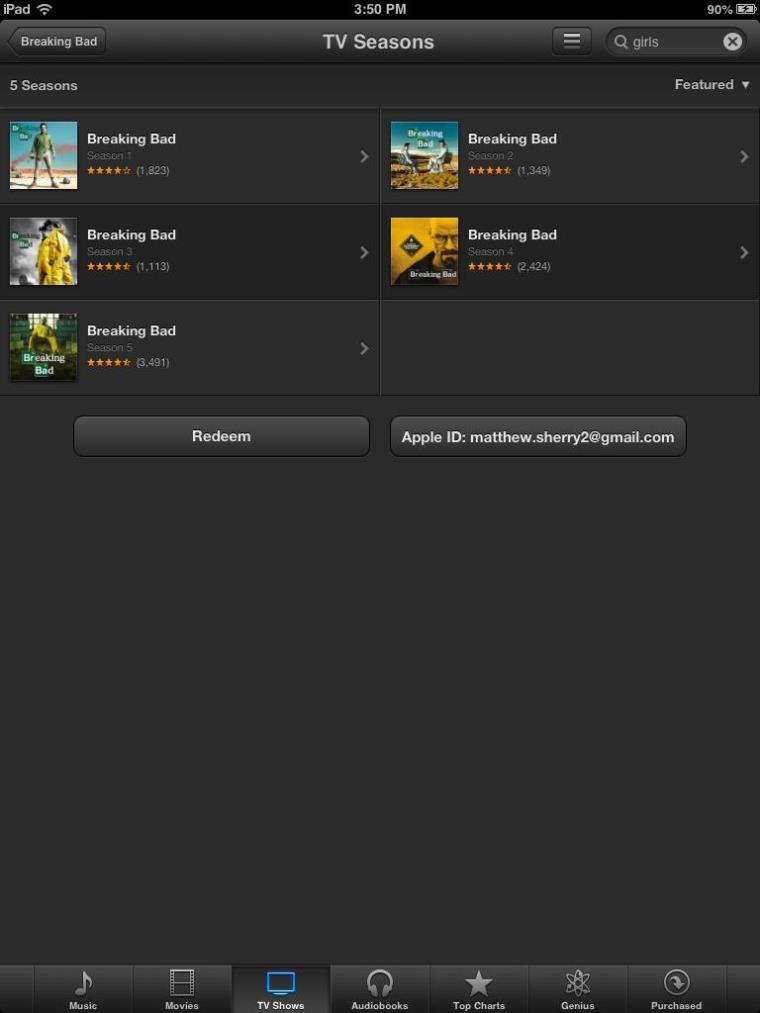 iPad 3:50 PM 90%
Breaking Bad TV Seasons girls
5 Seasons Featured ▼
Breaking Bad
Season 1
(1,823)
Breaking Bad
Season 2
(1,349)
Breaking Bad
Season 3
(1,113)
Breaking Bad
Season 4
(2,424)
Breaking Bad
Season 5
(3,491)
Redeem Apple ID: matthew.sherry2@gmail.com
Music Movies TV Shows Audiobooks Top Charts Genius Purchased